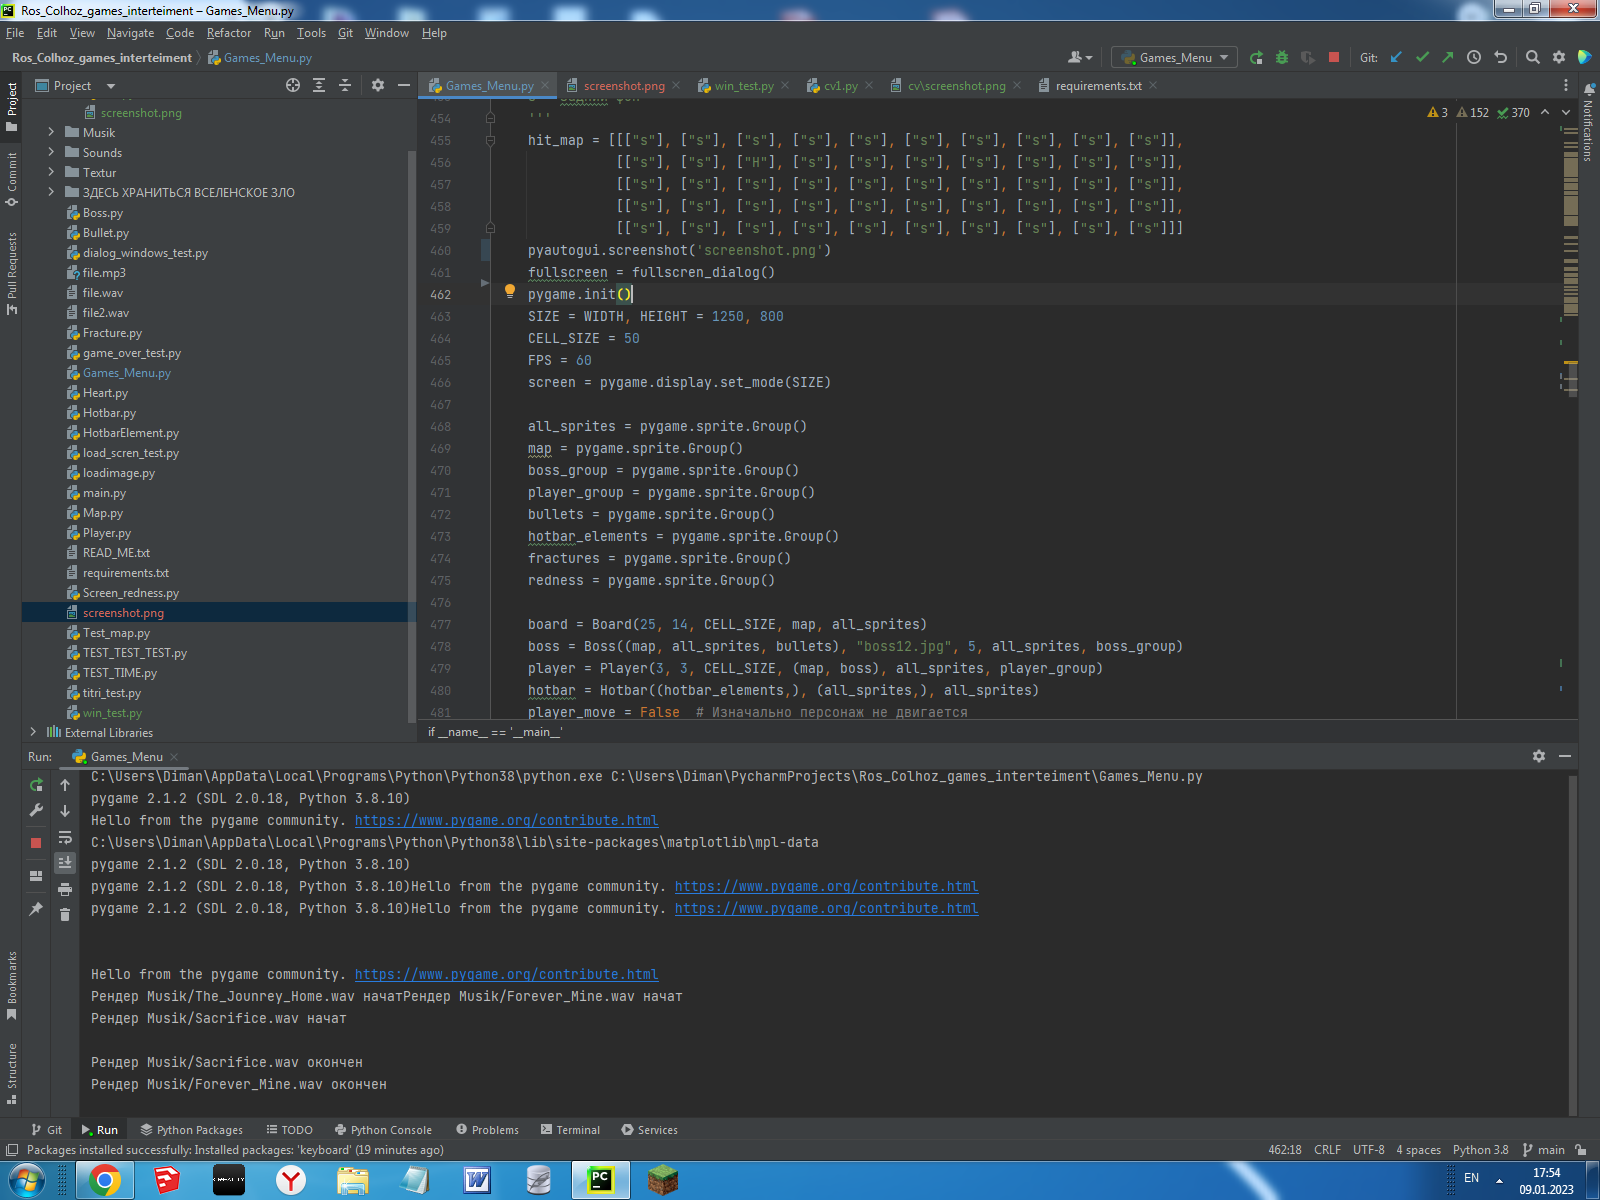 Ros_Colhoz_games_interteiment – Games_Menu.py
File Edit View Navigate Code Refactor Run Tools Git Window Help
Ros_Colhoz_games_interteiment Games_Menu.py
Games_Menu
Git:
Project
Games_Menu.py
screenshot.png
win_test.py
cv1.py
cv\screenshot.png
requirements.txt
Project
Commit
Pull Requests
Bookmarks
Structure
Notifications
screenshot.png
Musik
Sounds
Textur
ЗДЕСЬ ХРАНИТЬСЯ ВСЕЛЕНСКОЕ ЗЛО
Boss.py
Bullet.py
dialog_windows_test.py
file.mp3
file.wav
file2.wav
Fracture.py
game_over_test.py
Games_Menu.py
Heart.py
Hotbar.py
HotbarElement.py
load_scren_test.py
loadimage.py
main.py
Map.py
Player.py
READ_ME.txt
requirements.txt
Screen_redness.py
screenshot.png
Test_map.py
TEST_TEST_TEST.py
TEST_TIME.py
titri_test.py
win_test.py
External Libraries
3 152 370
454 '''
455 hit_map = [[["s"], ["s"], ["s"], ["s"], ["s"], ["s"], ["s"], ["s"], ["s"], ["s"]],
456 [["s"], ["s"], ["H"], ["s"], ["s"], ["s"], ["s"], ["s"], ["s"], ["s"]],
457 [["s"], ["s"], ["s"], ["s"], ["s"], ["s"], ["s"], ["s"], ["s"], ["s"]],
458 [["s"], ["s"], ["s"], ["s"], ["s"], ["s"], ["s"], ["s"], ["s"], ["s"]],
459 [["s"], ["s"], ["s"], ["s"], ["s"], ["s"], ["s"], ["s"], ["s"], ["s"]]]
460 pyautogui.screenshot('screenshot.png')
461 fullscreen = fullscren_dialog()
462 pygame.init()
463 SIZE = WIDTH, HEIGHT = 1250, 800
464 CELL_SIZE = 50
465 FPS = 60
466 screen = pygame.display.set_mode(SIZE)
467
468 all_sprites = pygame.sprite.Group()
469 map = pygame.sprite.Group()
470 boss_group = pygame.sprite.Group()
471 player_group = pygame.sprite.Group()
472 bullets = pygame.sprite.Group()
473 hotbar_elements = pygame.sprite.Group()
474 fractures = pygame.sprite.Group()
475 redness = pygame.sprite.Group()
476
477 board = Board(25, 14, CELL_SIZE, map, all_sprites)
478 boss = Boss((map, all_sprites, bullets), "boss12.jpg", 5, all_sprites, boss_group)
479 player = Player(3, 3, CELL_SIZE, (map, boss), all_sprites, player_group)
480 hotbar = Hotbar((hotbar_elements,), (all_sprites,), all_sprites)
481 player_move = False # Изначально персонаж не двигается
if __name__ == '__main__'
Run: Games_Menu
C:\Users\Diman\AppData\Local\Programs\Python\Python38\python.exe C:\Users\Diman\PycharmProjects\Ros_Colhoz_games_interteiment\Games_Menu.py
pygame 2.1.2 (SDL 2.0.18, Python 3.8.10)
Hello from the pygame community. https://www.pygame.org/contribute.html
C:\Users\Diman\AppData\Local\Programs\Python\Python38\lib\site-packages\matplotlib\mpl-data
pygame 2.1.2 (SDL 2.0.18, Python 3.8.10)
pygame 2.1.2 (SDL 2.0.18, Python 3.8.10)Hello from the pygame community. https://www.pygame.org/contribute.html
pygame 2.1.2 (SDL 2.0.18, Python 3.8.10)Hello from the pygame community. https://www.pygame.org/contribute.html
Hello from the pygame community. https://www.pygame.org/contribute.html
Рендер Musik/The_Jounrey_Home.wav начатРендер Musik/Forever_Mine.wav начат
Рендер Musik/Sacrifice.wav начат
Рендер Musik/Sacrifice.wav окончен
Рендер Musik/Forever_Mine.wav окончен
Git Run Python Packages TODO Python Console Problems Terminal Services
Packages installed successfully: Installed packages: 'keyboard' (19 minutes ago)
462:18 CRLF UTF-8 4 spaces Python 3.8 main
EN
17:54
09.01.2023